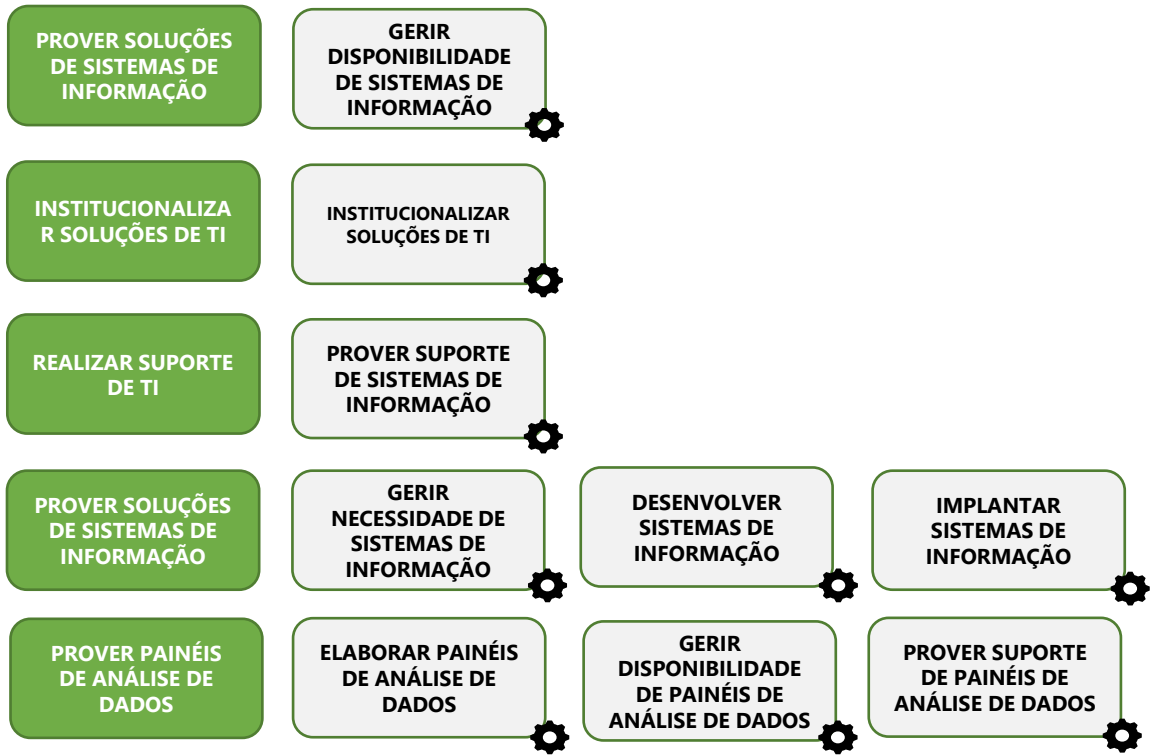 PROVER SOLUÇÕES
DE SISTEMAS DE
INFORMAÇÃO
GERIR
DISPONIBILIDADE
DE SISTEMAS DE
INFORMAÇÃO
INSTITUCIONALIZA
R SOLUÇÕES DE TI
INSTITUCIONALIZAR
SOLUÇÕES DE TI
REALIZAR SUPORTE
DE TI
PROVER SUPORTE
DE SISTEMAS DE
INFORMAÇÃO
PROVER SOLUÇÕES
DE SISTEMAS DE
INFORMAÇÃO
GERIR
NECESSIDADE DE
SISTEMAS DE
INFORMAÇÃO
DESENVOLVER
SISTEMAS DE
INFORMAÇÃO
IMPLANTAR
SISTEMAS DE
INFORMAÇÃO
PROVER PAINÉIS
DE ANÁLISE DE
DADOS
ELABORAR PAINÉIS
DE ANÁLISE DE
DADOS
GERIR
DISPONIBILIDADE
DE PAINÉIS DE
ANÁLISE DE DADOS
PROVER SUPORTE
DE PAINÉIS DE
ANÁLISE DE DADOS